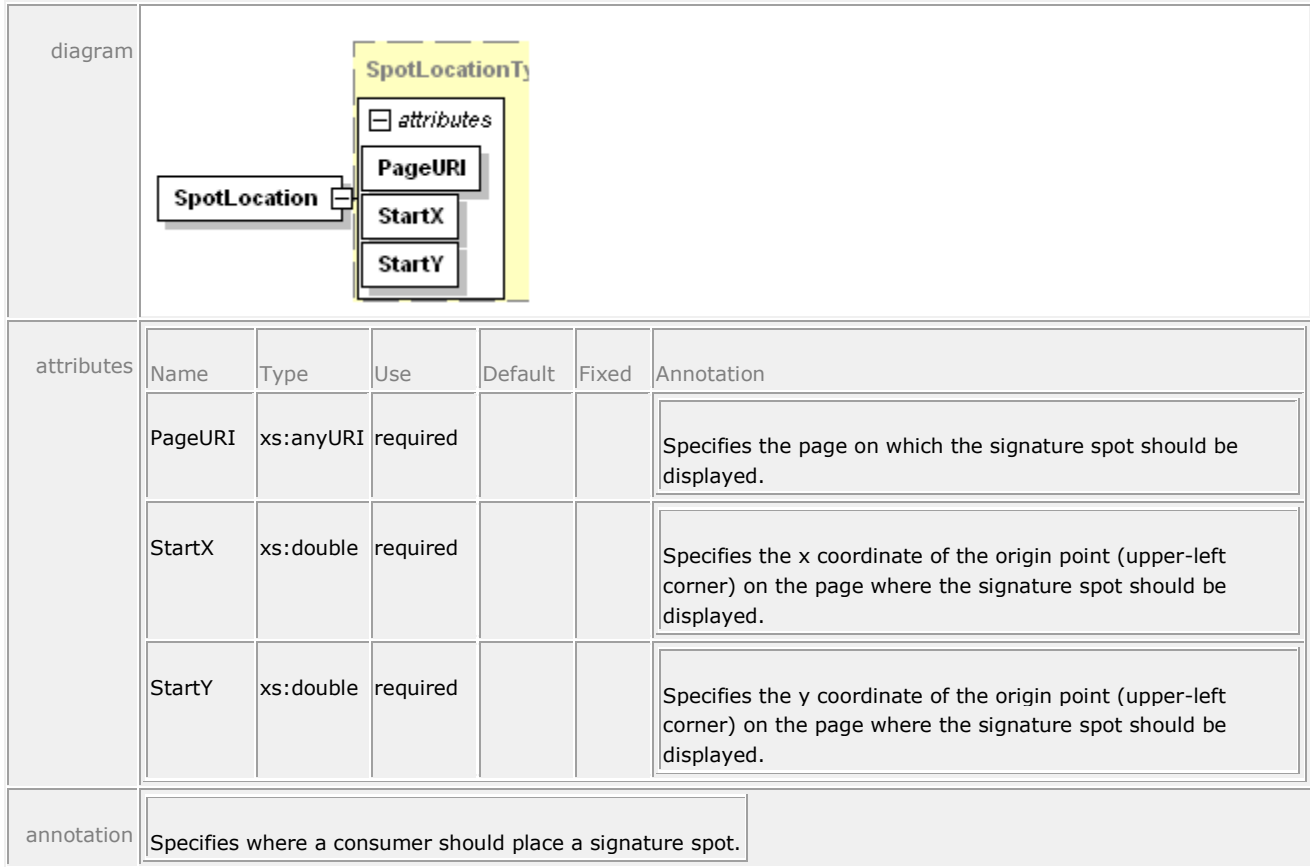 diagram
SpotLocationTy
attributes
PageURI
SpotLocation
StartX
StartY
attributes
Name Type Use Default Fixed Annotation
PageURI xs:anyURI required Specifies the page on which the signature spot should be
displayed.
StartX xs:double required Specifies the x coordinate of the origin point (upper-left
corner) on the page where the signature spot should be
displayed.
StartY xs:double required Specifies the y coordinate of the origin point (upper-left
corner) on the page where the signature spot should be
displayed.
annotation Specifies where a consumer should place a signature spot.